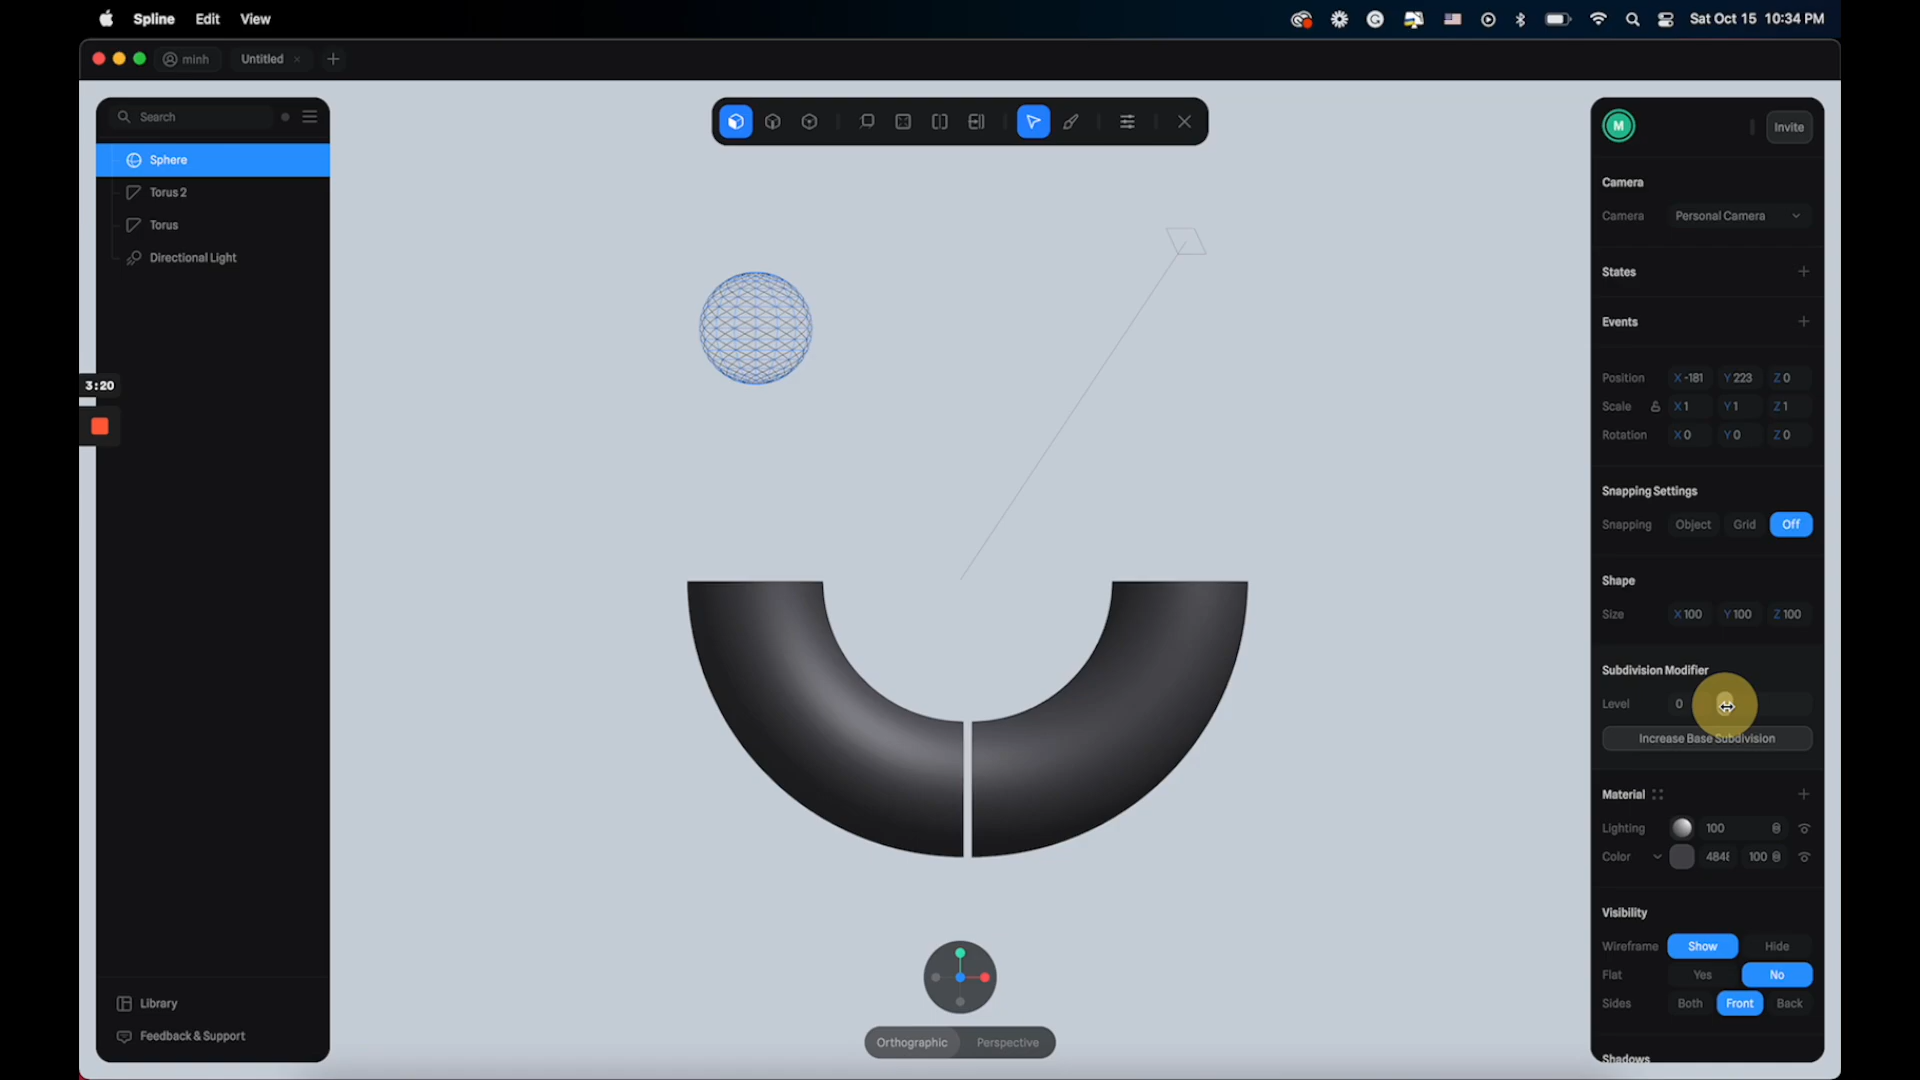 Spline Edit View Sat Oct 15 10:34 PM
minh Untitled
Search
Sphere
Torus 2
Torus
Directional Light
3:20
Library
Feedback & Support
Orthographic Perspective
M Invite
Camera
Camera Personal Camera
States
Events
Position X -181 Y 223 Z 0
Scale X 1 Y 1 Z 1
Rotation X 0 Y 0 Z 0
Snapping Settings
Snapping Object Grid Off
Shape
Size X 100 Y 100 Z 100
Subdivision Modifier
Level 0
Increase Base Subdivision
Material
Lighting 100
Color 4848 100
Visibility
Wireframe Show Hide
Flat Yes No
Sides Both Front Back
Shadows